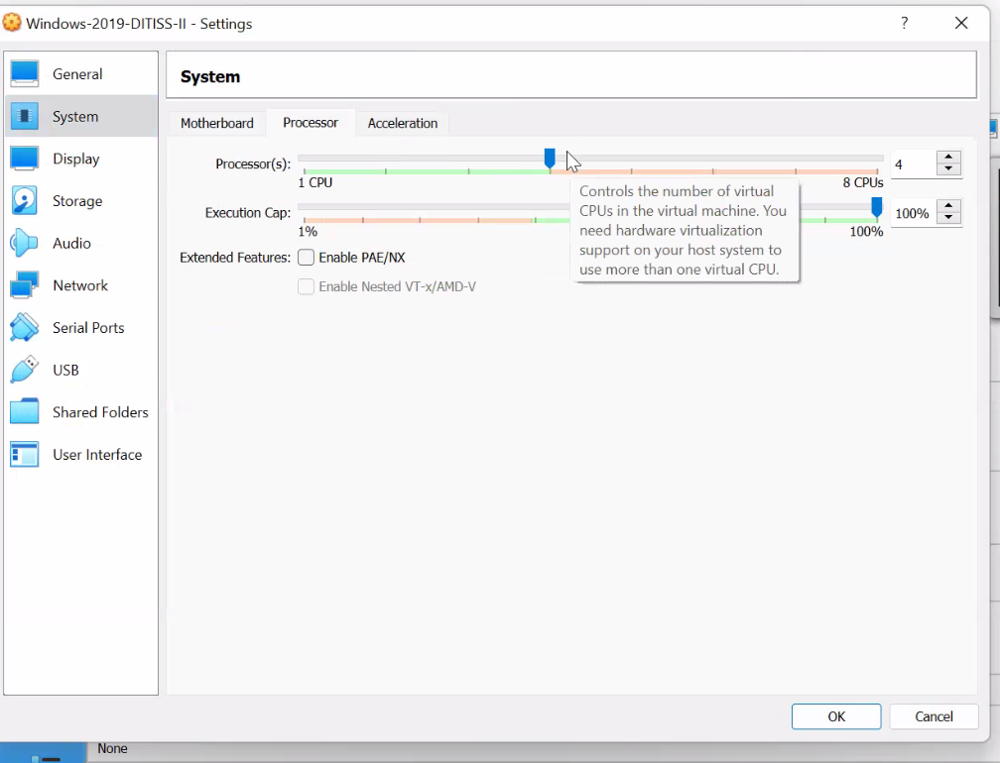 Windows-2019-DITISS-II - Settings
?
General
System
Display
Storage
Audio
Network
Serial Ports
USB
Shared Folders
User Interface
System
Motherboard
Processor
Acceleration
Processor(s):
4
1 CPU
8 CPUs
Controls the number of virtual
CPUs in the virtual machine. You
need hardware virtualization
support on your host system to
use more than one virtual CPU.
Execution Cap:
100%
1%
100%
Extended Features:
Enable PAE/NX
Enable Nested VT-x/AMD-V
OK
Cancel
None